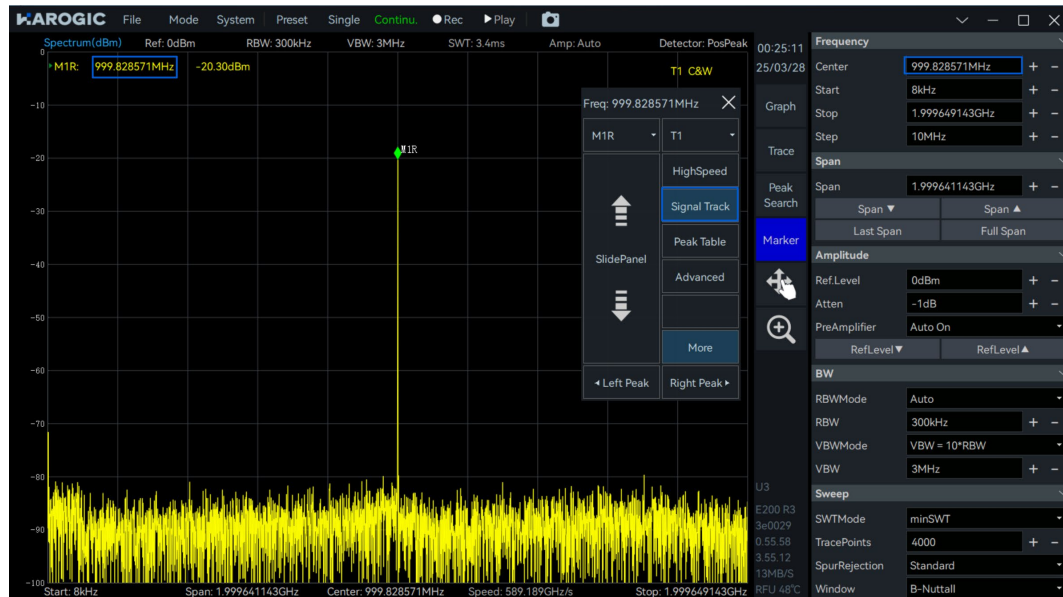 HAROGIC File Mode System Preset Single Continu. Rec Play
Spectrum(dBm) Ref: 0dBm RBW: 300kHz VBW: 3MHz SWT: 3.4ms Amp: Auto Detector: PosPeak
M1R: 999.828571MHz -20.30dBm
T1 C&W
0
-10
-20
-30
-40
-50
-60
-70
-80
-90
-100
M1R
Start: 8kHz Span: 1.999641143GHz Center: 999.828571MHz Speed: 589.189GHz/s Stop: 1.999649143GHz
Freq: 999.828571MHz
M1R T1
HighSpeed
Signal Track
SlidePanel
Peak Table
Advanced
More
Left Peak Right Peak
00:25:11
25/03/28
Graph
Trace
Peak
Search
Marker
U3
E200 R3
3e0029
0.55.58
3.55.12
13MB/S
RFU 48°C
Frequency
Center 999.828571MHz + -
Start 8kHz + -
Stop 1.999649143GHz + -
Step 10MHz + -
Span
Span 1.999641143GHz + -
Span ▼ Span ▲
Last Span Full Span
Amplitude
Ref.Level 0dBm + -
Atten -1dB + -
PreAmplifier Auto On
RefLevel ▼ RefLevel ▲
BW
RBWMode Auto
RBW 300kHz + -
VBWMode VBW = 10*RBW
VBW 3MHz + -
Sweep
SWTMode minSWT
TracePoints 4000 + -
SpurRejection Standard
Window B-Nuttall